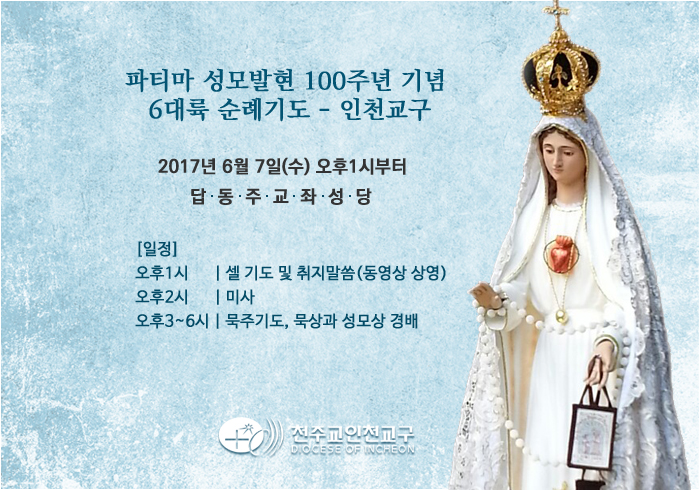 파티마 성모발현 100주년 기념
6대륙 순례기도 - 인천교구
2017년 6월 7일(수) 오후1시부터
답·동·주·교·좌·성·당
[일정]
오후1시 | 셀 기도 및 취지말씀(동영상 상영)
오후2시 | 미사
오후3~6시 | 묵주기도, 묵상과 성모상 경배
천주교인천교구
DIOCESE OF INCHEON